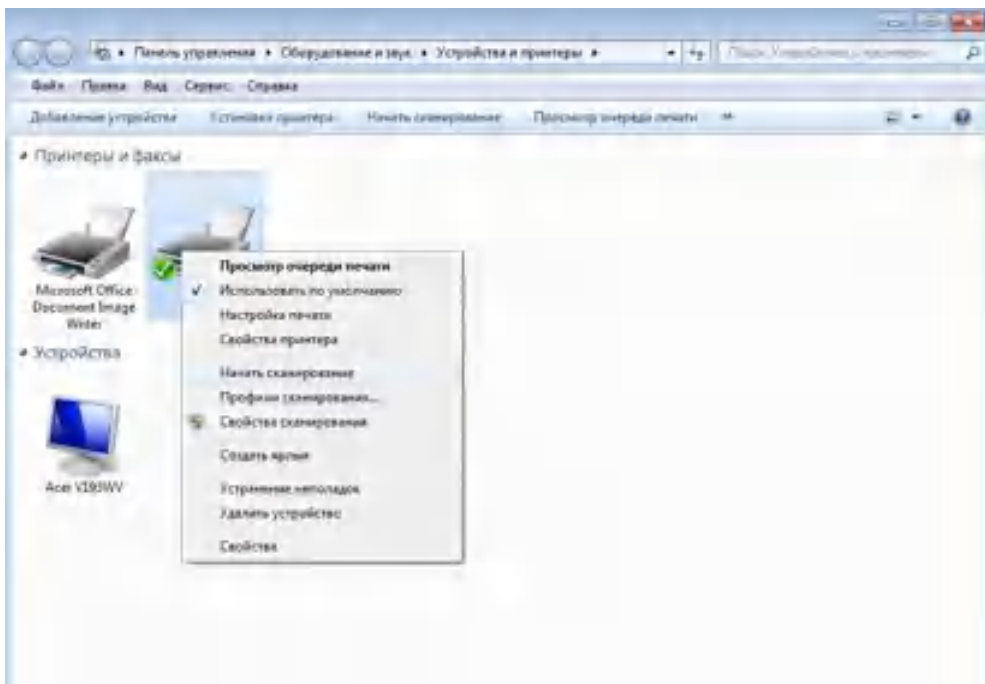 Панель управления ▸ Оборудование и звук ▸ Устройства и принтеры ▸
Файл Правка Вид Сервис Справка
Добавление устройства Установка принтера Начать сканирование Просмотр очереди печати »
Принтеры и факсы
Microsoft Office
Document Image
Writer
Просмотр очереди печати
Использовать по умолчанию
Настройка печати
Свойства принтера
Начать сканирование
Профили сканирования...
Свойства сканирования
Создать ярлык
Устранение неполадок
Удалить устройство
Свойства
Устройства
Acer V193WV